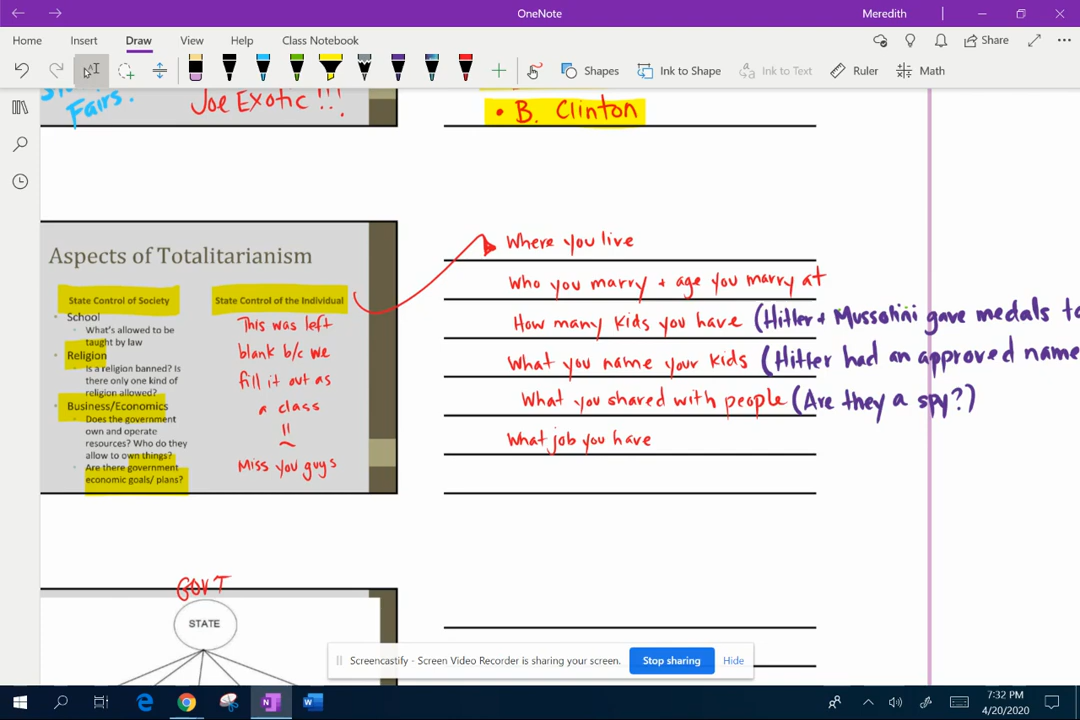 OneNote
Meredith
Home
Insert
Draw
View
Help
Class Notebook
Share
Shapes
Ink to Shape
Ink to Text
Ruler
Math
Fairs.
Joe Exotic !!!
• B. Clinton
Aspects of Totalitarianism
State Control of Society
• School
• What's allowed to be
taught by law
• Religion
• Is a religion banned? Is
there only one kind of
religion allowed?
• Business/Economics
• Does the government
own and operate
resources? Who do they
allow to own things?
• Are there government
economic goals/ plans?
State Control of the Individual
This was left
blank b/c we
fill it out as
a class
Miss you guys
Where you live
Who you marry + age you marry at
How many kids you have (Hitler + Mussolini gave medals to
What you name your kids (Hitler had an approved name
What you shared with people (Are they a spy?)
What job you have
GOVT
STATE
Screencastify - Screen Video Recorder is sharing your screen.
Stop sharing
Hide
7:32 PM
4/20/2020